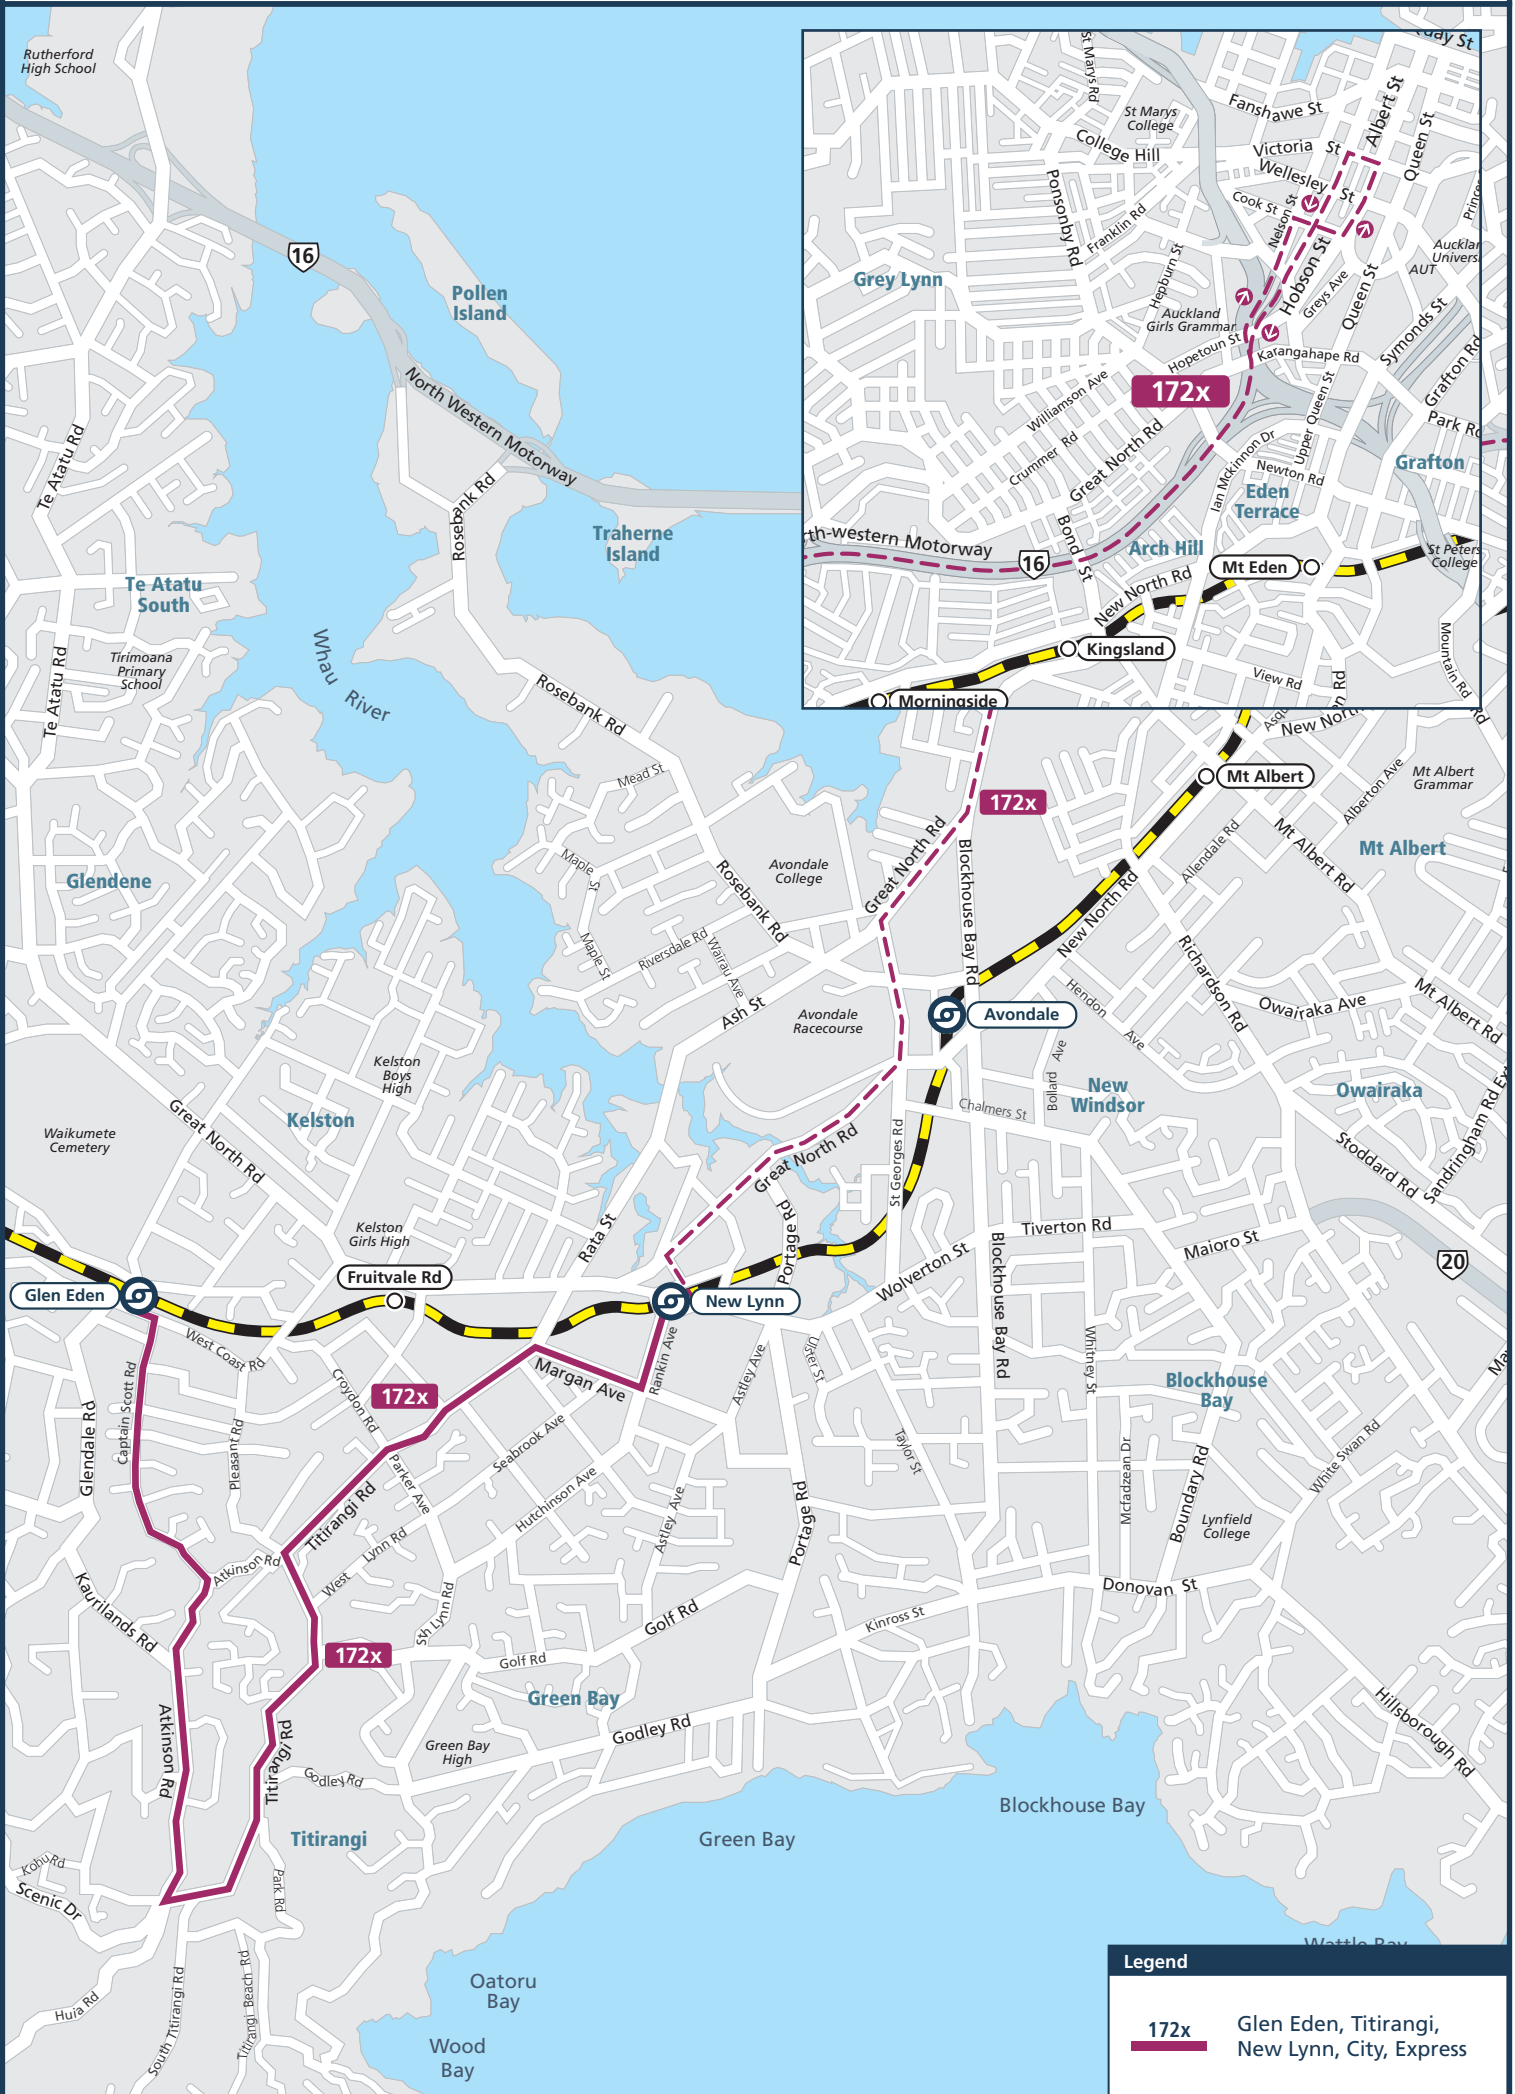 Rutherford
High School
16
Pollen
Island
North Western Motorway
Te Atatu Rd
Rosebank Rd
Traherne
Island
Te Atatu
South
Tirimoana
Primary
School
Te Atatu Rd
Whau River
Rosebank Rd
Mead St
Glendene
Maple St
Rosebank Rd
Avondale
College
Great North Rd
172x
Blockhouse Bay Rd
Maple St
Riversdale Rd
Wairau Ave
Ash St
Avondale
Racecourse
Avondale
New North Rd
Mt Albert
Asqu
New North
Alberton Ave
Mt Albert
Grammar
Allendale Rd
Mt Albert Rd
Mt Albert
Richardson Rd
Hendon Ave
Owairaka Ave
Mt Albert Rd
Bollard Ave
New
Windsor
Owairaka
Chalmers St
Sandringham Rd Ext
Stoddard Rd
Kelston
Boys
High
Kelston
Great North Rd
Waikumete
Cemetery
Kelston
Girls High
Rata St
Great North Rd
Portage Rd
St Georges Rd
Tiverton Rd
Maioro St
20
Wolverton St
Blockhouse Bay Rd
Glen Eden
Fruitvale Rd
New Lynn
West Coast Rd
Captain Scott Rd
Glendale Rd
Pleasant Rd
Croydon Rd
172x
Margan Ave
Rankin Ave
Astley Ave
Ulster St
Whitney St
Blockhouse
Bay
Parker Ave
Seabrook Ave
Hutchinson Ave
Astley Ave
Taylor St
Portage Rd
Mcfadzean Dr
Boundary Rd
White Swan Rd
Lynfield
College
Titirangi Rd
Atkinson Rd
West Lynn Rd
Sth Lynn Rd
Kaurilands Rd
172x
Golf Rd
Golf Rd
Kinross St
Donovan St
Green Bay
Godley Rd
Green Bay
High
Hillsborough Rd
Atkinson Rd
Titirangi Rd
Godley Rd
Titirangi
Green Bay
Blockhouse Bay
Kohu Rd
Scenic Dr
Park Rd
Huia Rd
South Titirangi Rd
Titirangi Beach Rd
Oatoru
Bay
Wood
Bay
St Marys Rd
St Marys
College
College Hill
Fanshawe St
Victoria St
Albert St
Queen St
Wellesley St
Cook St
Nelson St
Ponsonby Rd
Franklin Rd
Hepburn St
Grey Lynn
Auckland
Girls Grammar
Hobson St
Greys Ave
Queen St
AUT
Symonds St
Hopetoun St
Karangahape Rd
Grafton Rd
172x
Williamson Ave
Crummer Rd
Great North Rd
Upper Queen St
Park Rd
Ian Mckinnon Dr
Newton Rd
Grafton
Eden
Terrace
th-western Motorway
16
Bond St
Arch Hill
Mt Eden
St Peters
College
New North Rd
Kingsland
Morningside
View Rd
Mountain Rd
Legend
172x
Glen Eden, Titirangi,
New Lynn, City, Express